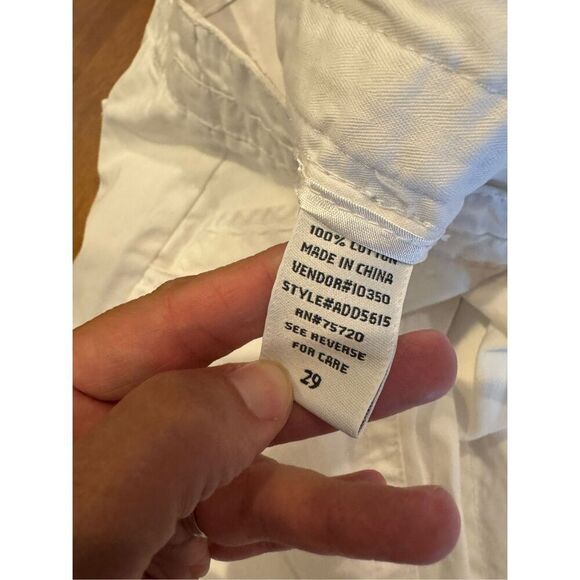 100% COTTON
MADE IN CHINA
VENDOR#10350
STYLE#ADD5615
RN#75720
SEE REVERSE
FOR CARE
29